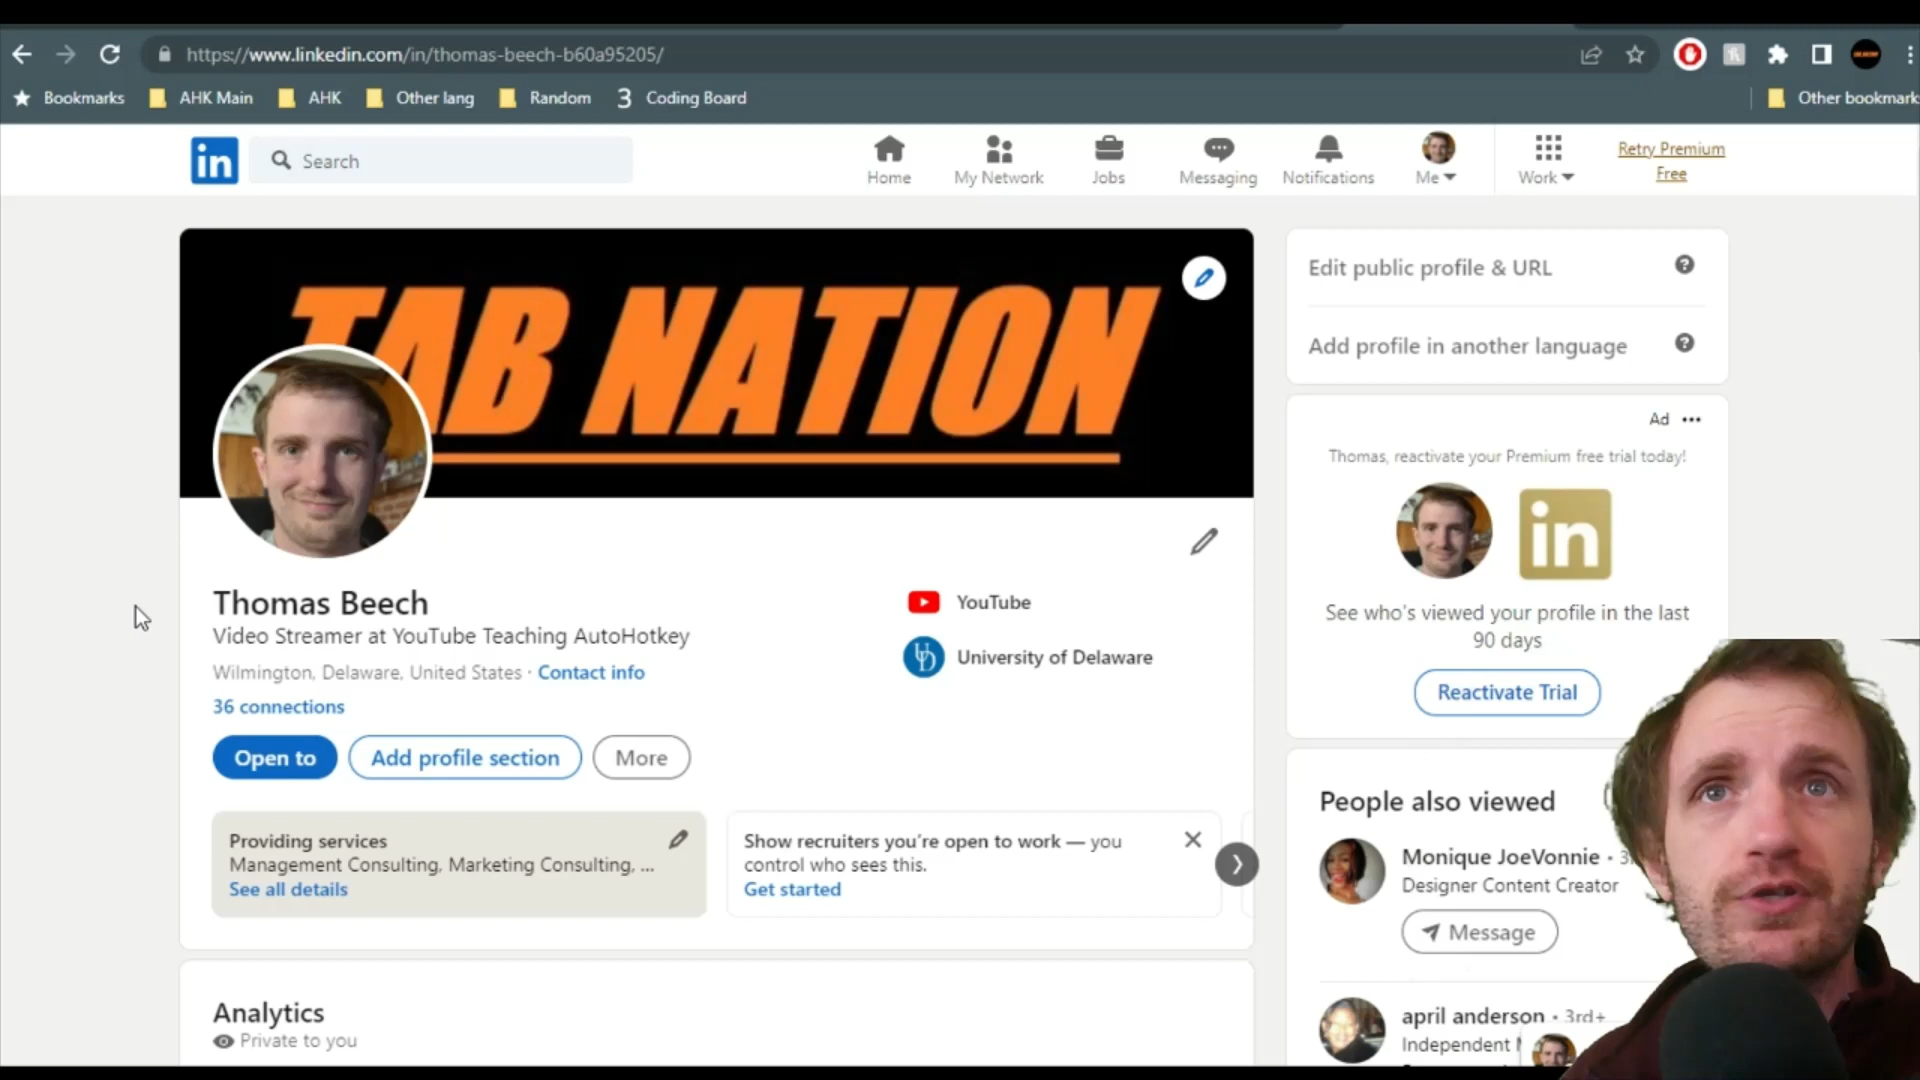 https://www.linkedin.com/in/thomas-beech-b60a95205/
Bookmarks AHK Main AHK Other lang Random 3 Coding Board Other bookmark
in Search
Home My Network Jobs Messaging Notifications Me Work
Retry Premium
Free
TAB NATION
Edit public profile & URL
Add profile in another language
Ad
Thomas, reactivate your Premium free trial today!
in
See who's viewed your profile in the last
90 days
Reactivate Trial
Thomas Beech
Video Streamer at YouTube Teaching AutoHotkey
Wilmington, Delaware, United States · Contact info
36 connections
YouTube
UD University of Delaware
Open to Add profile section More
Providing services
Management Consulting, Marketing Consulting, ...
See all details
Show recruiters you're open to work — you
control who sees this.
Get started
People also viewed
Monique JoeVonnie · 3
Designer Content Creator
Message
april anderson · 3rd+
Independent
Analytics
Private to you